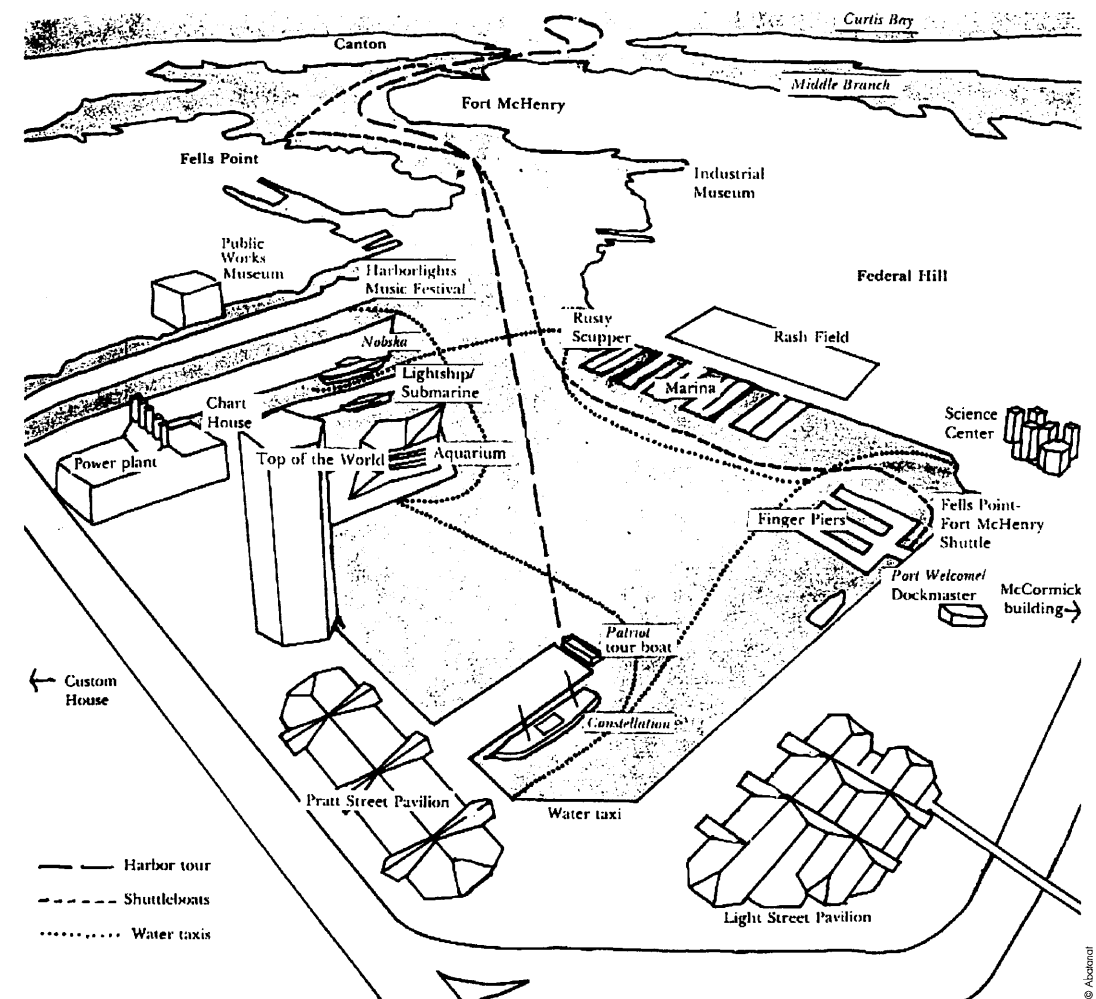 Curtis Bay
Canton
Middle Branch
Fort McHenry
Fells Point
Industrial
Museum
Public
Works
Museum
Harborlights
Music Festival
Federal Hill
Rusty
Scupper
Rash Field
Nobska
Lightship/
Submarine
Marina
Chart
House
Science
Center
Power plant
Top of the World
Aquarium
Finger Piers
Fells Point-
Fort McHenry
Shuttle
Port Welcome/
Dockmaster
McCormick
building
Patriot
tour boat
Custom
House
Constellation
Pratt Street Pavilion
Water taxi
Harbor tour
Shuttleboats
Water taxis
Light Street Pavilion
© Abatanat